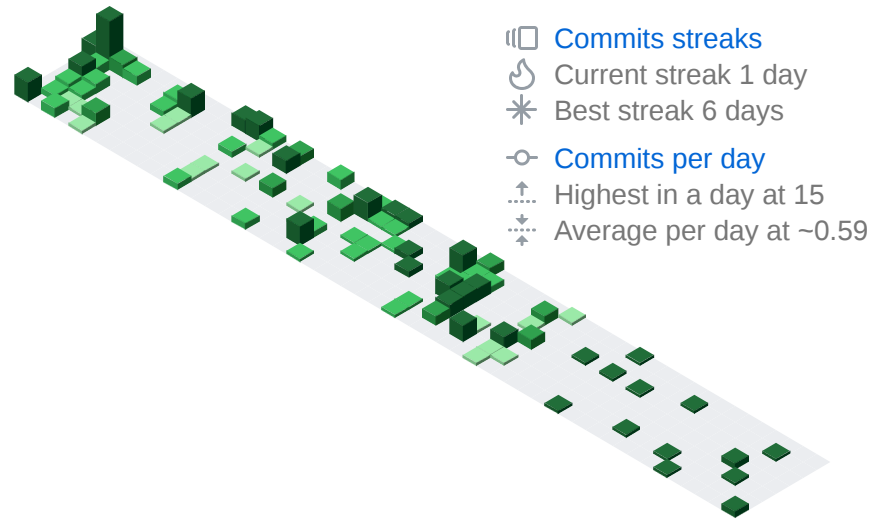 Commits streaks
Current streak 1 day
Best streak 6 days
Commits per day
Highest in a day at 15
Average per day at ~0.59